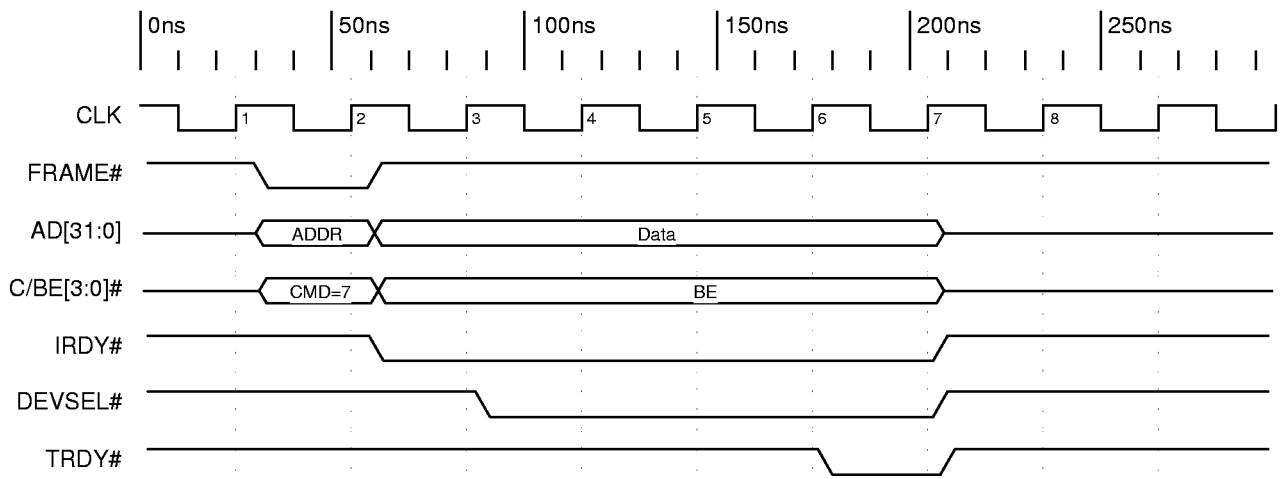 0ns 50ns 100ns 150ns 200ns 250ns
CLK 1 2 3 4 5 6 7 8
FRAME#
AD[31:0] ADDR Data
C/BE[3:0]# CMD=7 BE
IRDY#
DEVSEL#
TRDY#